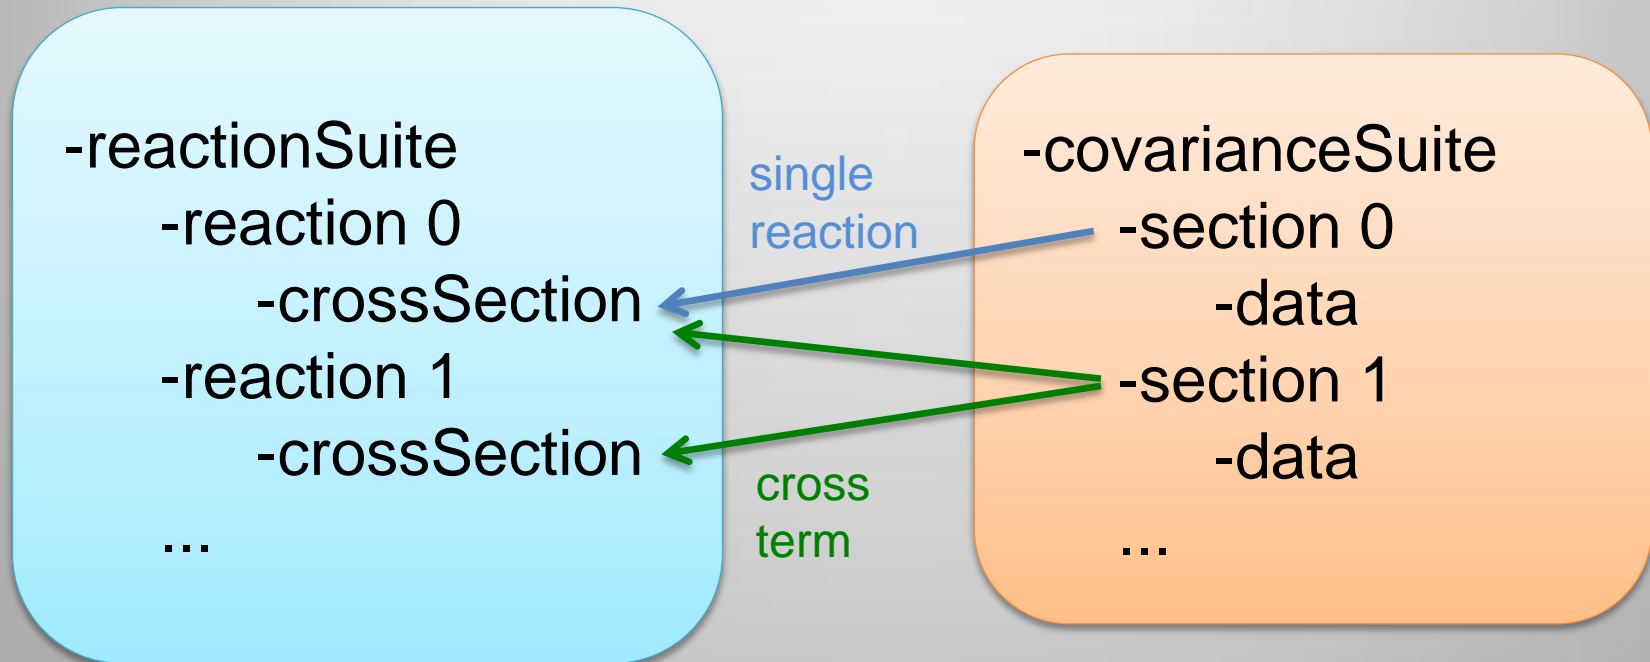 -reactionSuite
-reaction 0
-crossSection
-reaction 1
-crossSection
...
single
reaction
cross
term
-covarianceSuite
-section 0
-data
-section 1
-data
...